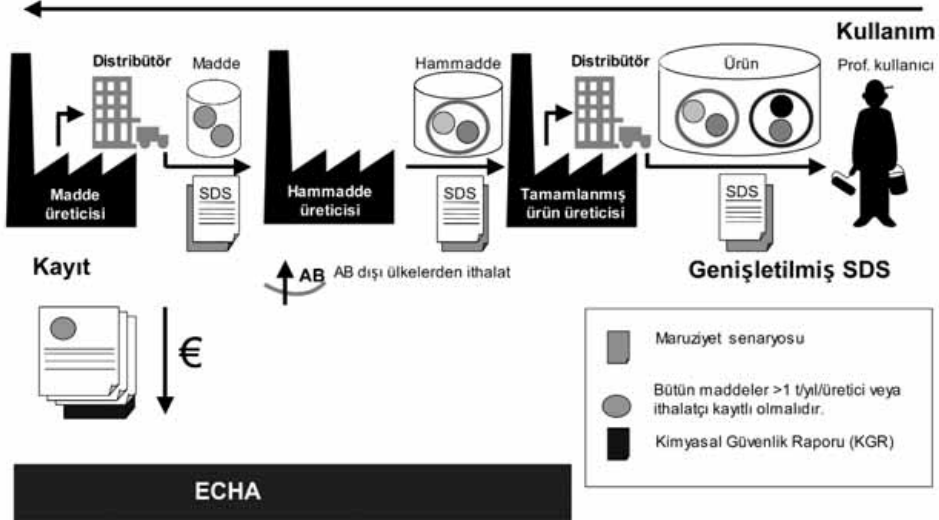 Kullanım
Distribütör
Madde
Hammadde
Distribütör
Ürün
Prof. kullanıcı
SDS
SDS
SDS
Madde
üreticisi
Hammadde
üreticisi
Tamamlanmış
ürün üreticisi
Kayıt
AB
AB dışı ülkelerden ithalat
Genişletilmiş SDS
€
Maruziyet senaryosu
Bütün maddeler >1 t/yıl/üretici veya
ithalatçı kayıtlı olmalıdır.
Kimyasal Güvenlik Raporu (KGR)
ECHA